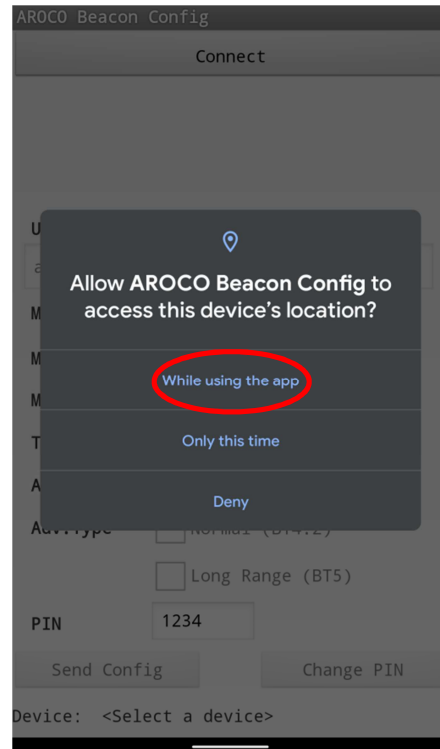 AROCO Beacon Config
Connect
U
a
Allow AROCO Beacon Config to
access this device's location?
M
M
While using the app
M
T
Only this time
A
Deny
Adv.Type Normal (BT4.2)
Long Range (BT5)
PIN 1234
Send Config Change PIN
Device: <Select a device>